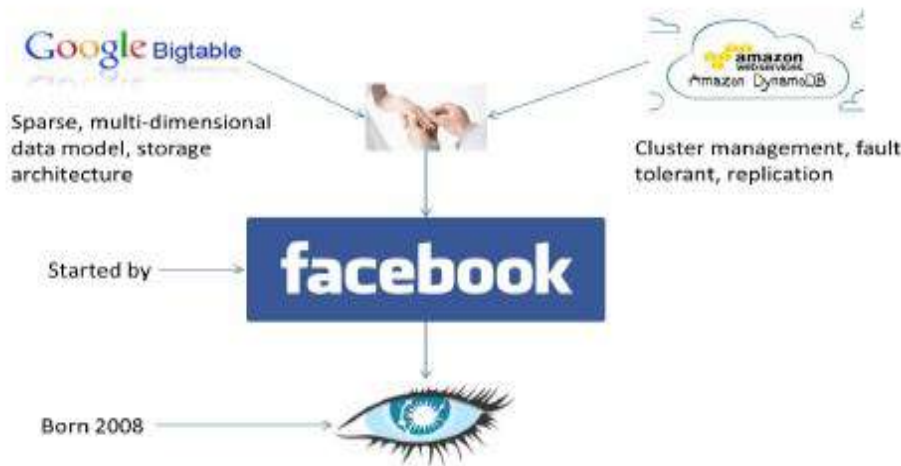 Google Bigtable
amazon
webservices
Amazon DynamoDB
Sparse, multi-dimensional
data model, storage
architecture
Cluster management, fault
tolerant, replication
Started by
facebook
Born 2008